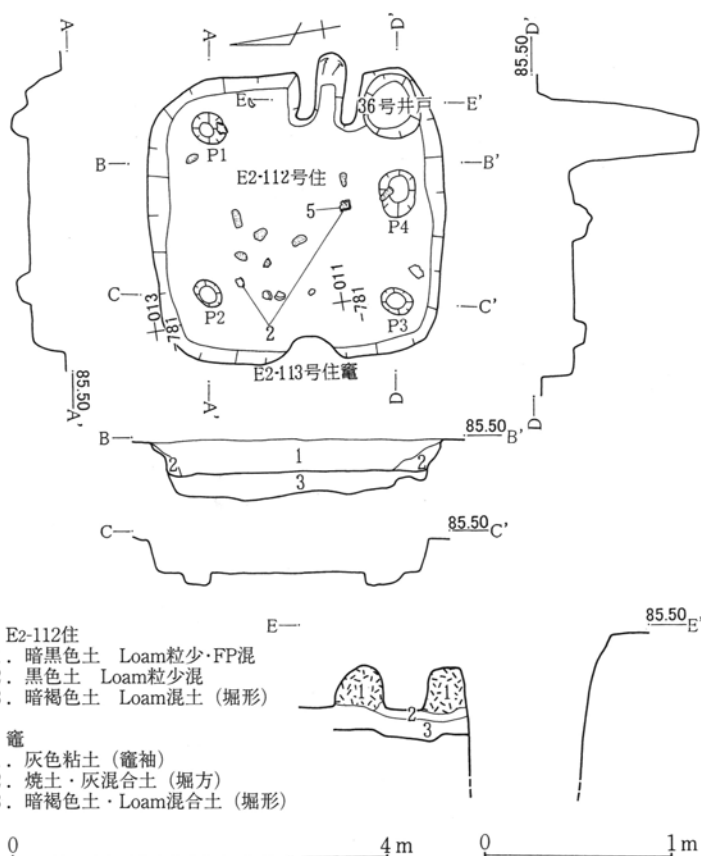 A
A
D'
85.50 D'
E
36号井戸
E'
P1
B
E2-112号住
B'
5
P4
C
011
-781
C'
013
-781
P2
2
P3
E2-113号住竈
85.50
A'
A'
D
D
B
85.50 B'
1
2
2
3
C
85.50 C'
E2-112住
. 暗黒色土 Loam粒少・FP混
. 黒色土 Loam粒少混
. 暗褐色土 Loam混土 (堀形)
竈
. 灰色粘土 (竈袖)
. 焼土・灰混合土 (堀方)
. 暗褐色土・Loam混合土 (堀形)
E
85.50 E'
1
1
2
3
0 4m
0 1m